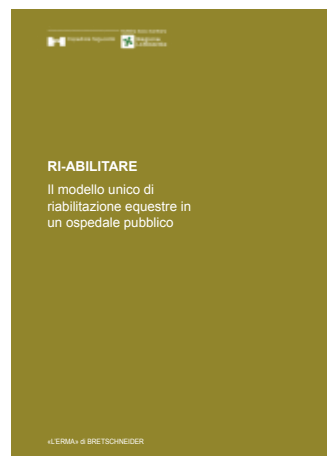 RI-ABILITARE
Il modello unico di
riabilitazione equestre in
un ospedale pubblico
«L'ERMA» di BRETSCHNEIDER